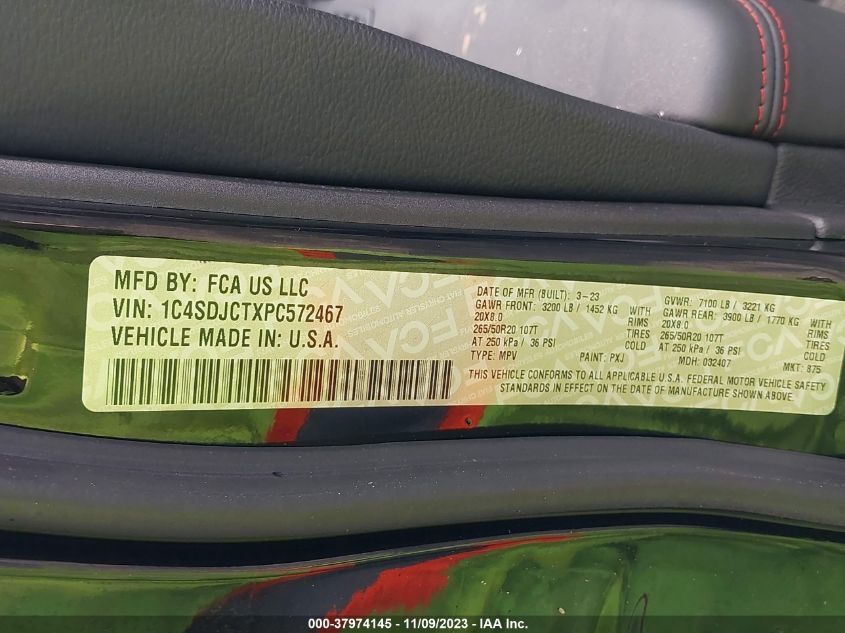 MFD BY: FCA US LLC
VIN: 1C4SDJCTXPC572467
VEHICLE MADE IN: U.S.A.
DATE OF MFR (BUILT): 3-23 GVWR: 7100 LB / 3221 KG
GAWR FRONT: 3200 LB / 1452 KG WITH GAWR REAR: 3900 LB / 1770 KG WITH
20X8.0 RIMS 20X8.0 RIMS
265/50R20 107T TIRES 265/50R20 107T TIRES
AT 250 kPa / 36 PSI COLD AT 250 kPa / 36 PSI COLD
TYPE: MPV PAINT: PXJ MDH: 032407 MKT: 875
THIS VEHICLE CONFORMS TO ALL APPLICABLE U.S.A. FEDERAL MOTOR VEHICLE SAFETY
STANDARDS IN EFFECT ON THE DATE OF MANUFACTURE SHOWN ABOVE.
000-37974145 - 11/09/2023 - IAA Inc.